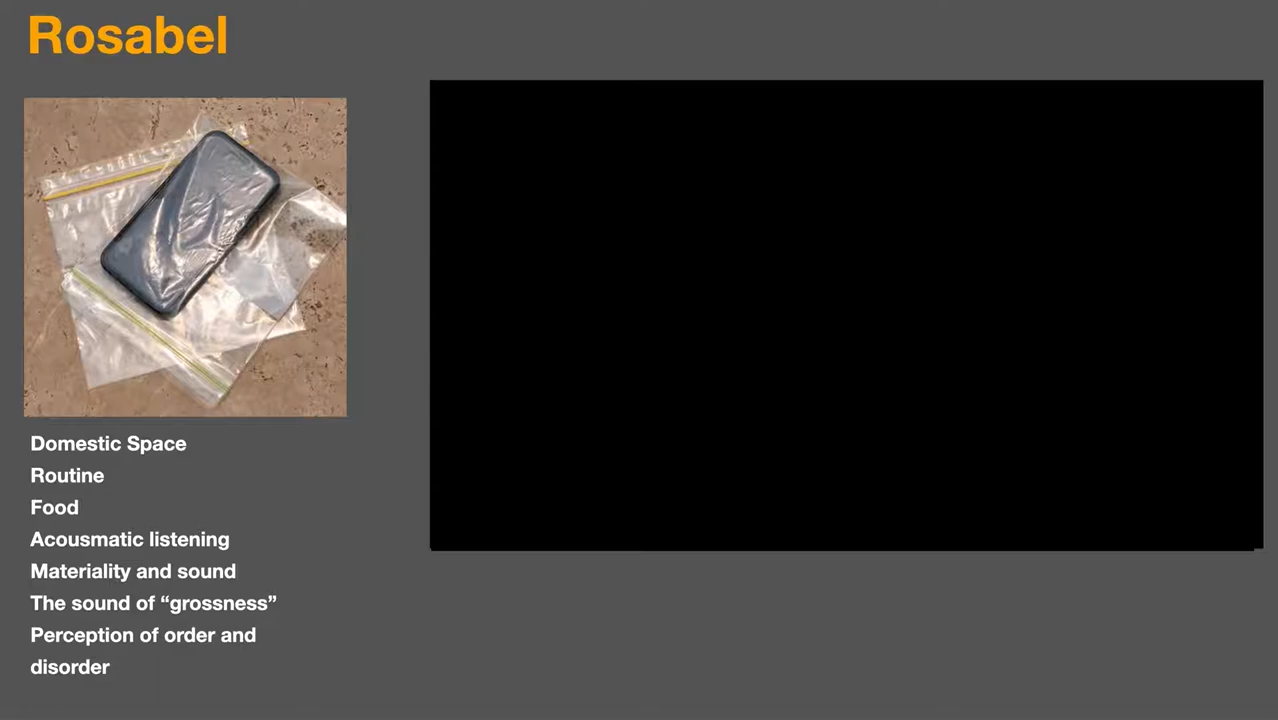 Rosabel
Domestic Space
Routine
Food
Acousmatic listening
Materiality and sound
The sound of “grossness”
Perception of order and
disorder